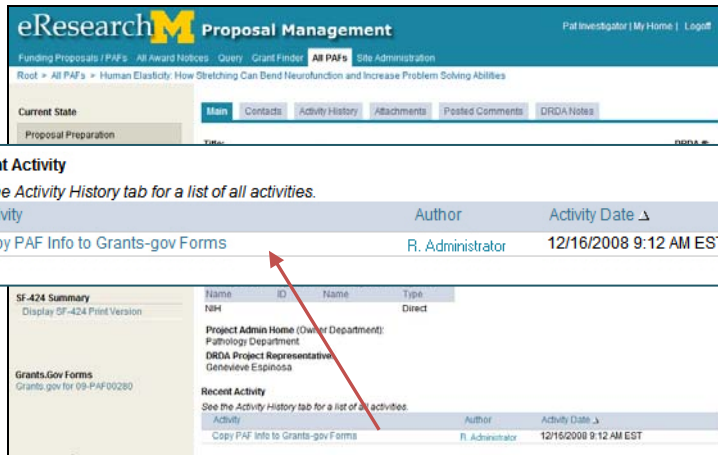 eResearch M Proposal Management
Pat Investigator | My Home | Logoff
Funding Proposals / PAFs All Award Notices Query Grant Finder All PAFs Site Administration
Root > All PAFs > Human Elasticity: How Stretching Can Bend Neurofunction and Increase Problem Solving Abilities
Current State
Main Contacts Activity History Attachments Posted Comments DRDA Notes
Proposal Preparation
Title:
DRDA #:
nt Activity
he Activity History tab for a list of all activities.
ivity Author Activity Date
py PAF Info to Grants-gov Forms R. Administrator 12/16/2008 9:12 AM EST
SF-424 Summary
Display SF-424 Print Version
Name ID Name Type
NIH Direct
Project Admin Home (Owner Department):
Pathology Department
DRDA Project Representative:
Genevieve Espinosa
Grants.Gov Forms
Grants.gov for 09-PAF00280
Recent Activity
See the Activity History tab for a list of all activities.
Activity Author Activity Date
Copy PAF Info to Grants-gov Forms R. Administrator 12/16/2008 9:12 AM EST